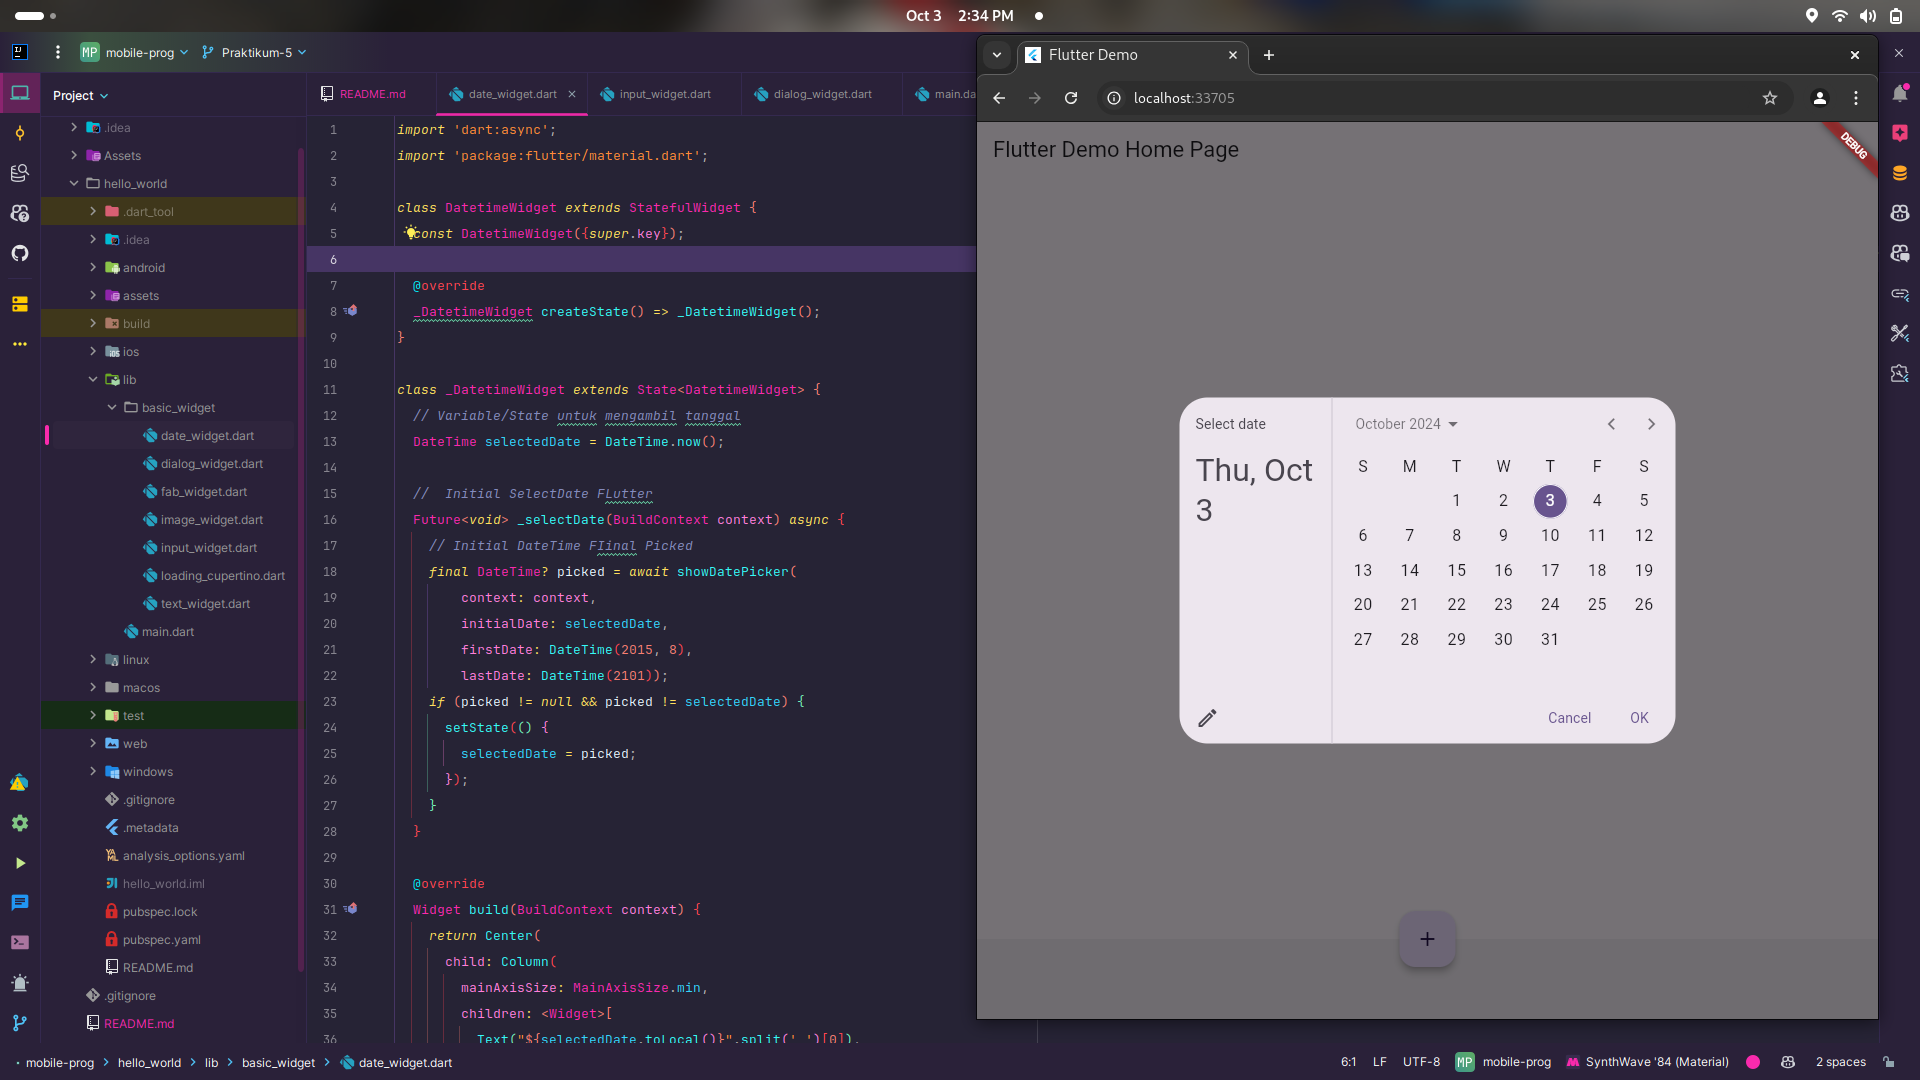 Oct 3 2:34 PM
MP mobile-prog Praktikum-5
Project
.idea
Assets
hello_world
.dart_tool
.idea
android
assets
build
ios
lib
basic_widget
date_widget.dart
dialog_widget.dart
fab_widget.dart
image_widget.dart
input_widget.dart
loading_cupertino.dart
text_widget.dart
main.dart
linux
macos
test
web
windows
.gitignore
.metadata
analysis_options.yaml
hello_world.iml
pubspec.lock
pubspec.yaml
README.md
.gitignore
README.md
README.md date_widget.dart input_widget.dart dialog_widget.dart main.da
1 import 'dart:async';
2 import 'package:flutter/material.dart';
3
4 class DatetimeWidget extends StatefulWidget {
5 const DatetimeWidget({super.key});
6
7 @override
8 _DatetimeWidget createState() => _DatetimeWidget();
9 }
10
11 class _DatetimeWidget extends State<DatetimeWidget> {
12 // Variable/State untuk mengambil tanggal
13 DateTime selectedDate = DateTime.now();
14
15 //  Initial SelectDate FLutter
16 Future<void> _selectDate(BuildContext context) async {
17 // Initial DateTime FIinal Picked
18 final DateTime? picked = await showDatePicker(
19 context: context,
20 initialDate: selectedDate,
21 firstDate: DateTime(2015, 8),
22 lastDate: DateTime(2101));
23 if (picked != null && picked != selectedDate) {
24 setState(() {
25 selectedDate = picked;
26 });
27 }
28 }
29
30 @override
31 Widget build(BuildContext context) {
32 return Center(
33 child: Column(
34 mainAxisSize: MainAxisSize.min,
35 children: <Widget>[
36 Text("${selectedDate.toLocal()}".split(' ')[0]),
Flutter Demo
localhost:33705
Flutter Demo Home Page
DEBUG
Select date
Thu, Oct
3
October 2024
S M T W T F S
1 2 3 4 5
6 7 8 9 10 11 12
13 14 15 16 17 18 19
20 21 22 23 24 25 26
27 28 29 30 31
Cancel OK
mobile-prog hello_world lib basic_widget date_widget.dart
6:1 LF UTF-8 MP mobile-prog SynthWave '84 (Material) 2 spaces